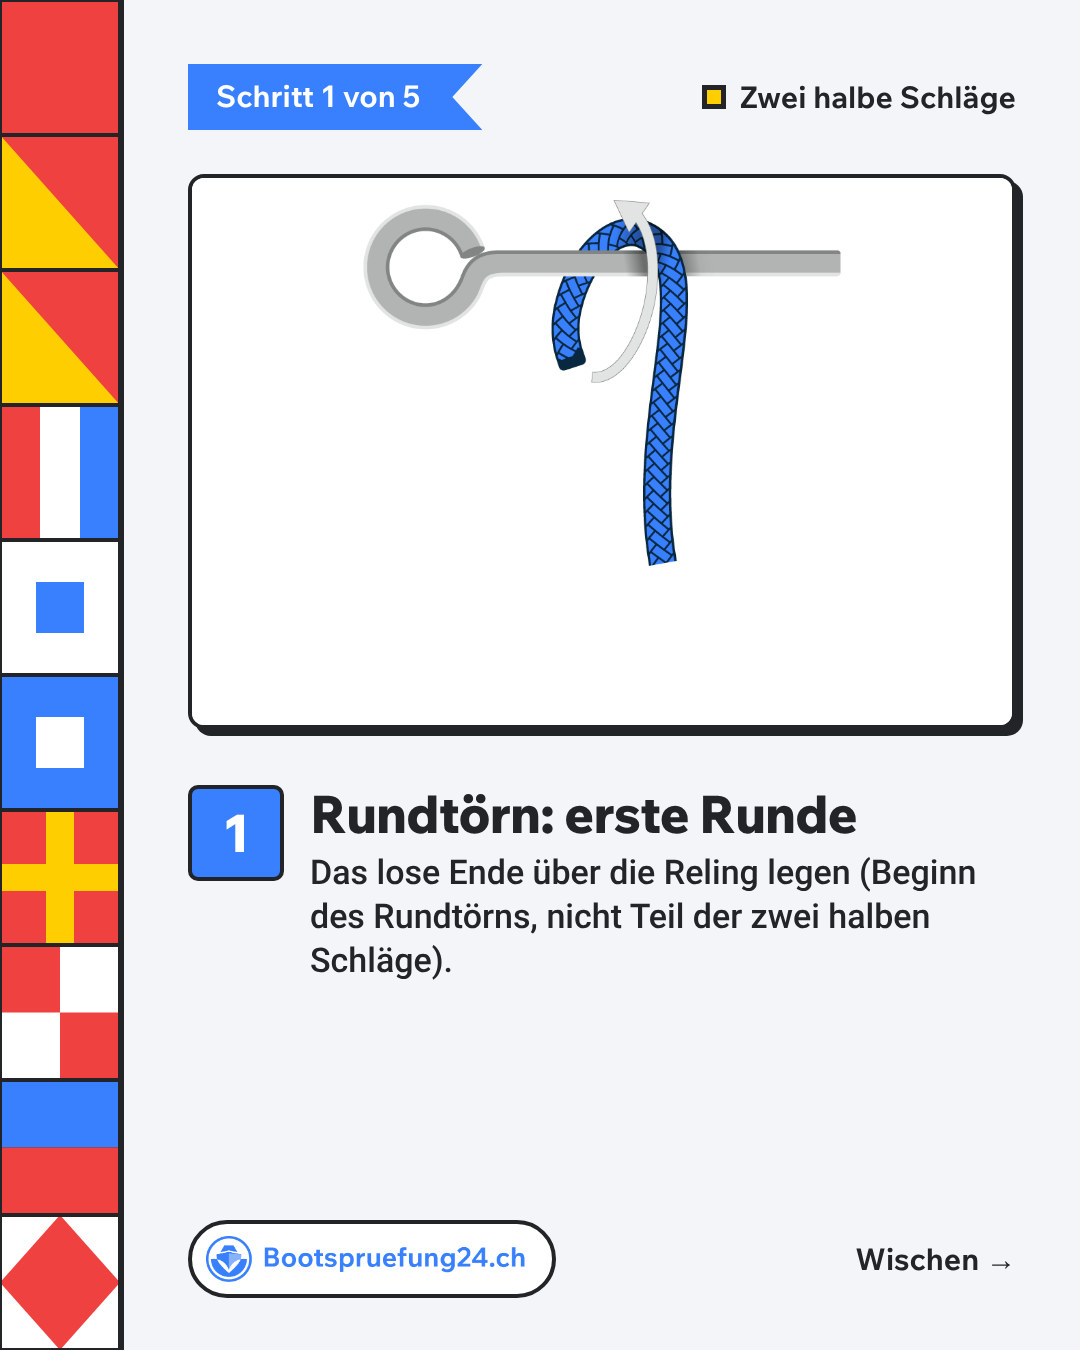 Schritt 1 von 5
Zwei halbe Schläge
1
Rundtörn: erste Runde
Das lose Ende über die Reling legen (Beginn
des Rundtörns, nicht Teil der zwei halben
Schläge).
Bootspruefung24.ch
Wischen →